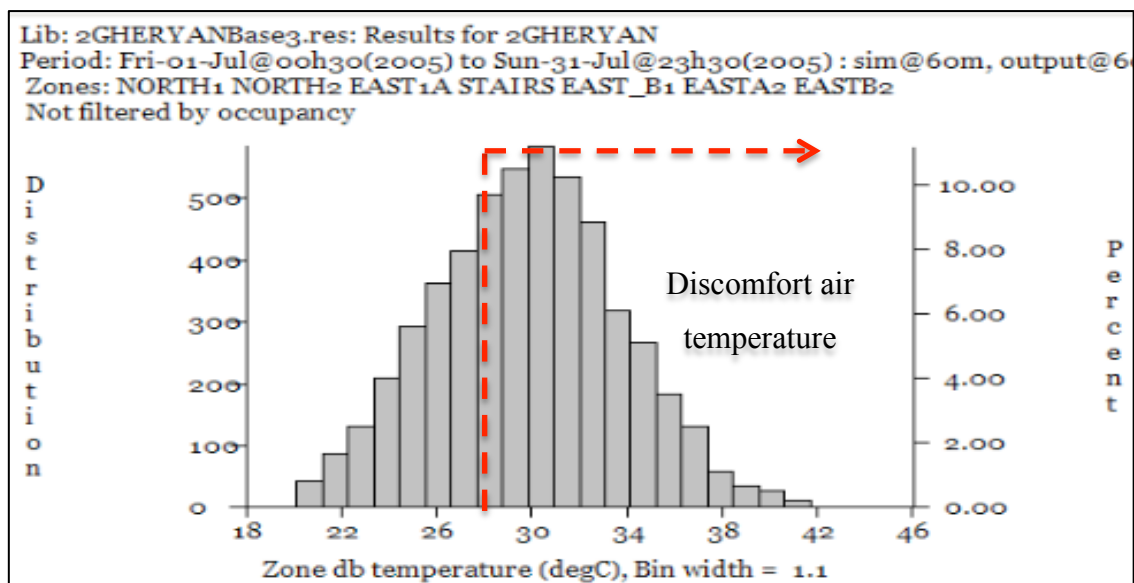 Lib: 2GHERYANBase3.res: Results for 2GHERYAN
Period: Fri-01-Jul@00h30(2005) to Sun-31-Jul@23h30(2005) : sim@60m, output@6
Zones: NORTH1 NORTH2 EAST1A STAIRS EAST_B1 EASTA2 EASTB2
Not filtered by occupancy
Distribution
500
400
300
200
100
0
Discomfort air
temperature
10.00
8.00
6.00
4.00
2.00
0.00
Percent
18 22 26 30 34 38 42 46
Zone db temperature (degC), Bin width = 1.1